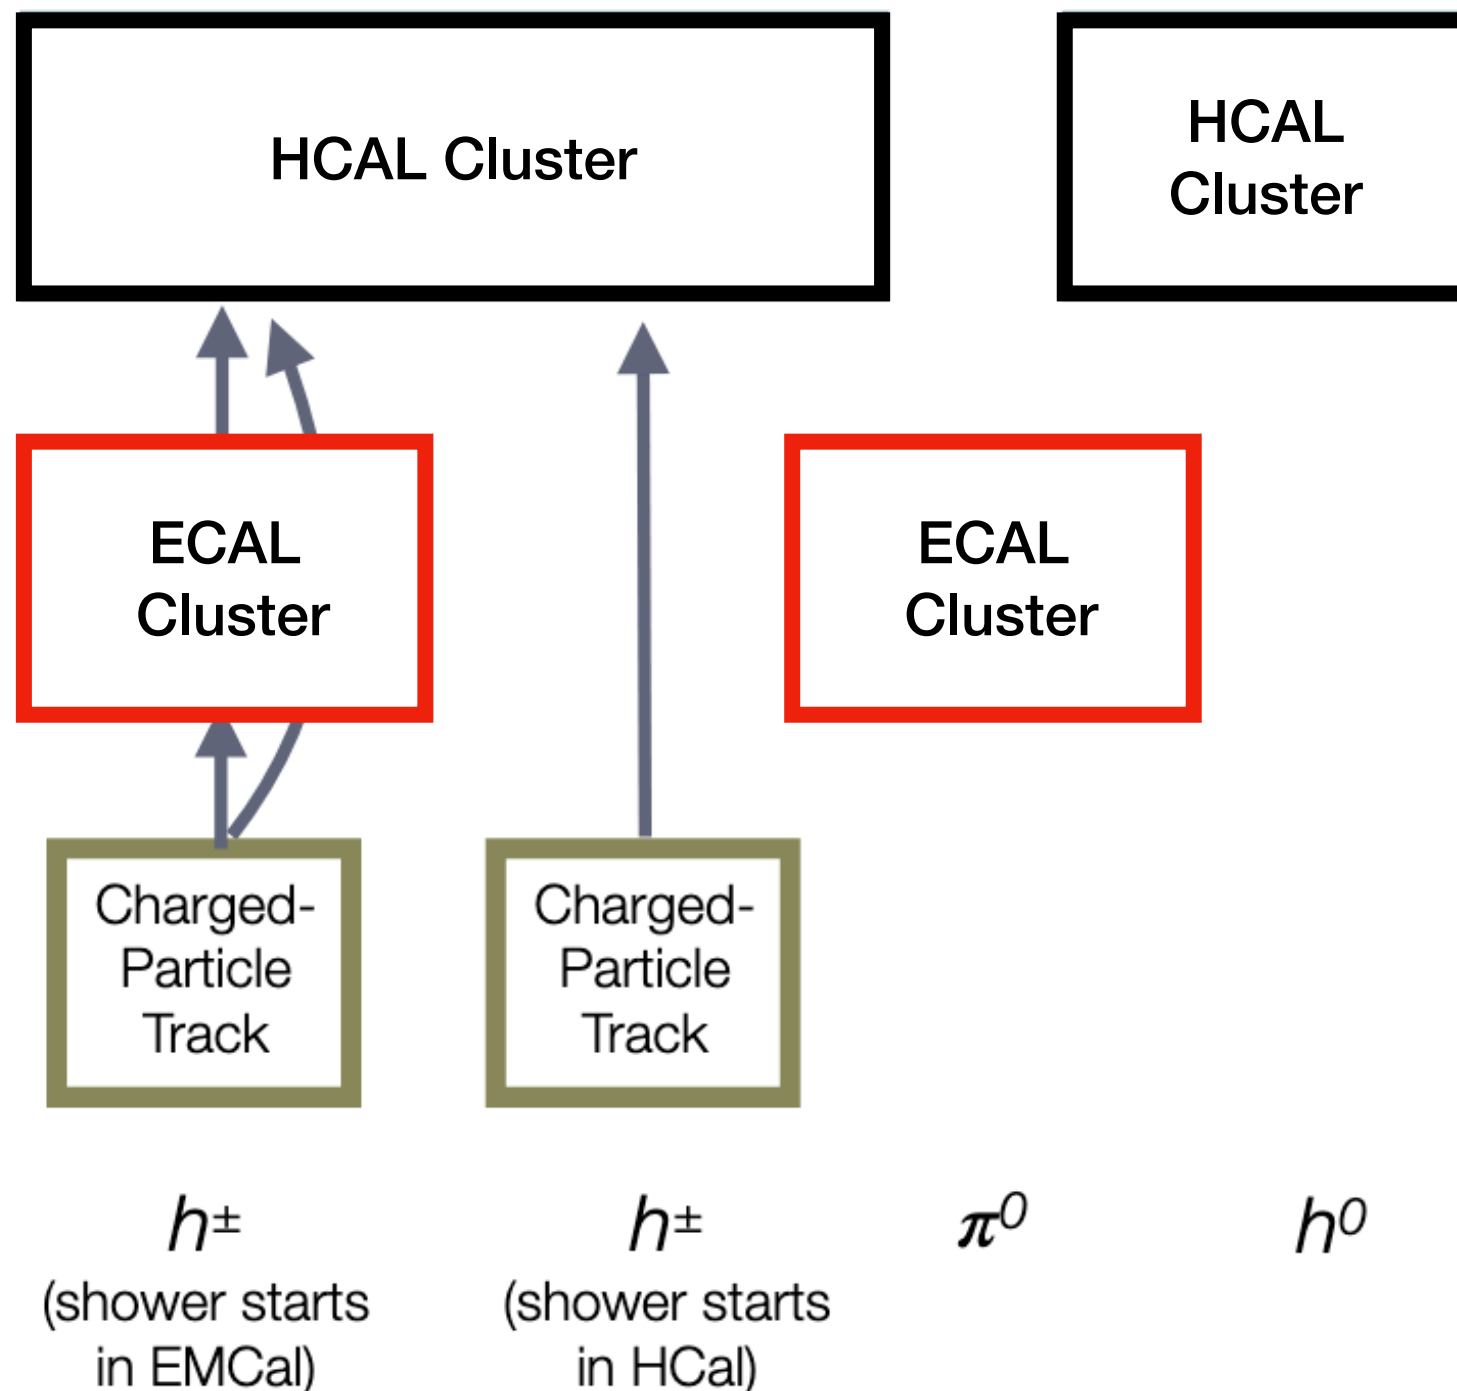 HCAL Cluster
HCAL
Cluster
ECAL
Cluster
ECAL
Cluster
Charged-
Particle
Track
Charged-
Particle
Track
h±
(shower starts
in EMCal)
h±
(shower starts
in HCal)
π⁰
h⁰